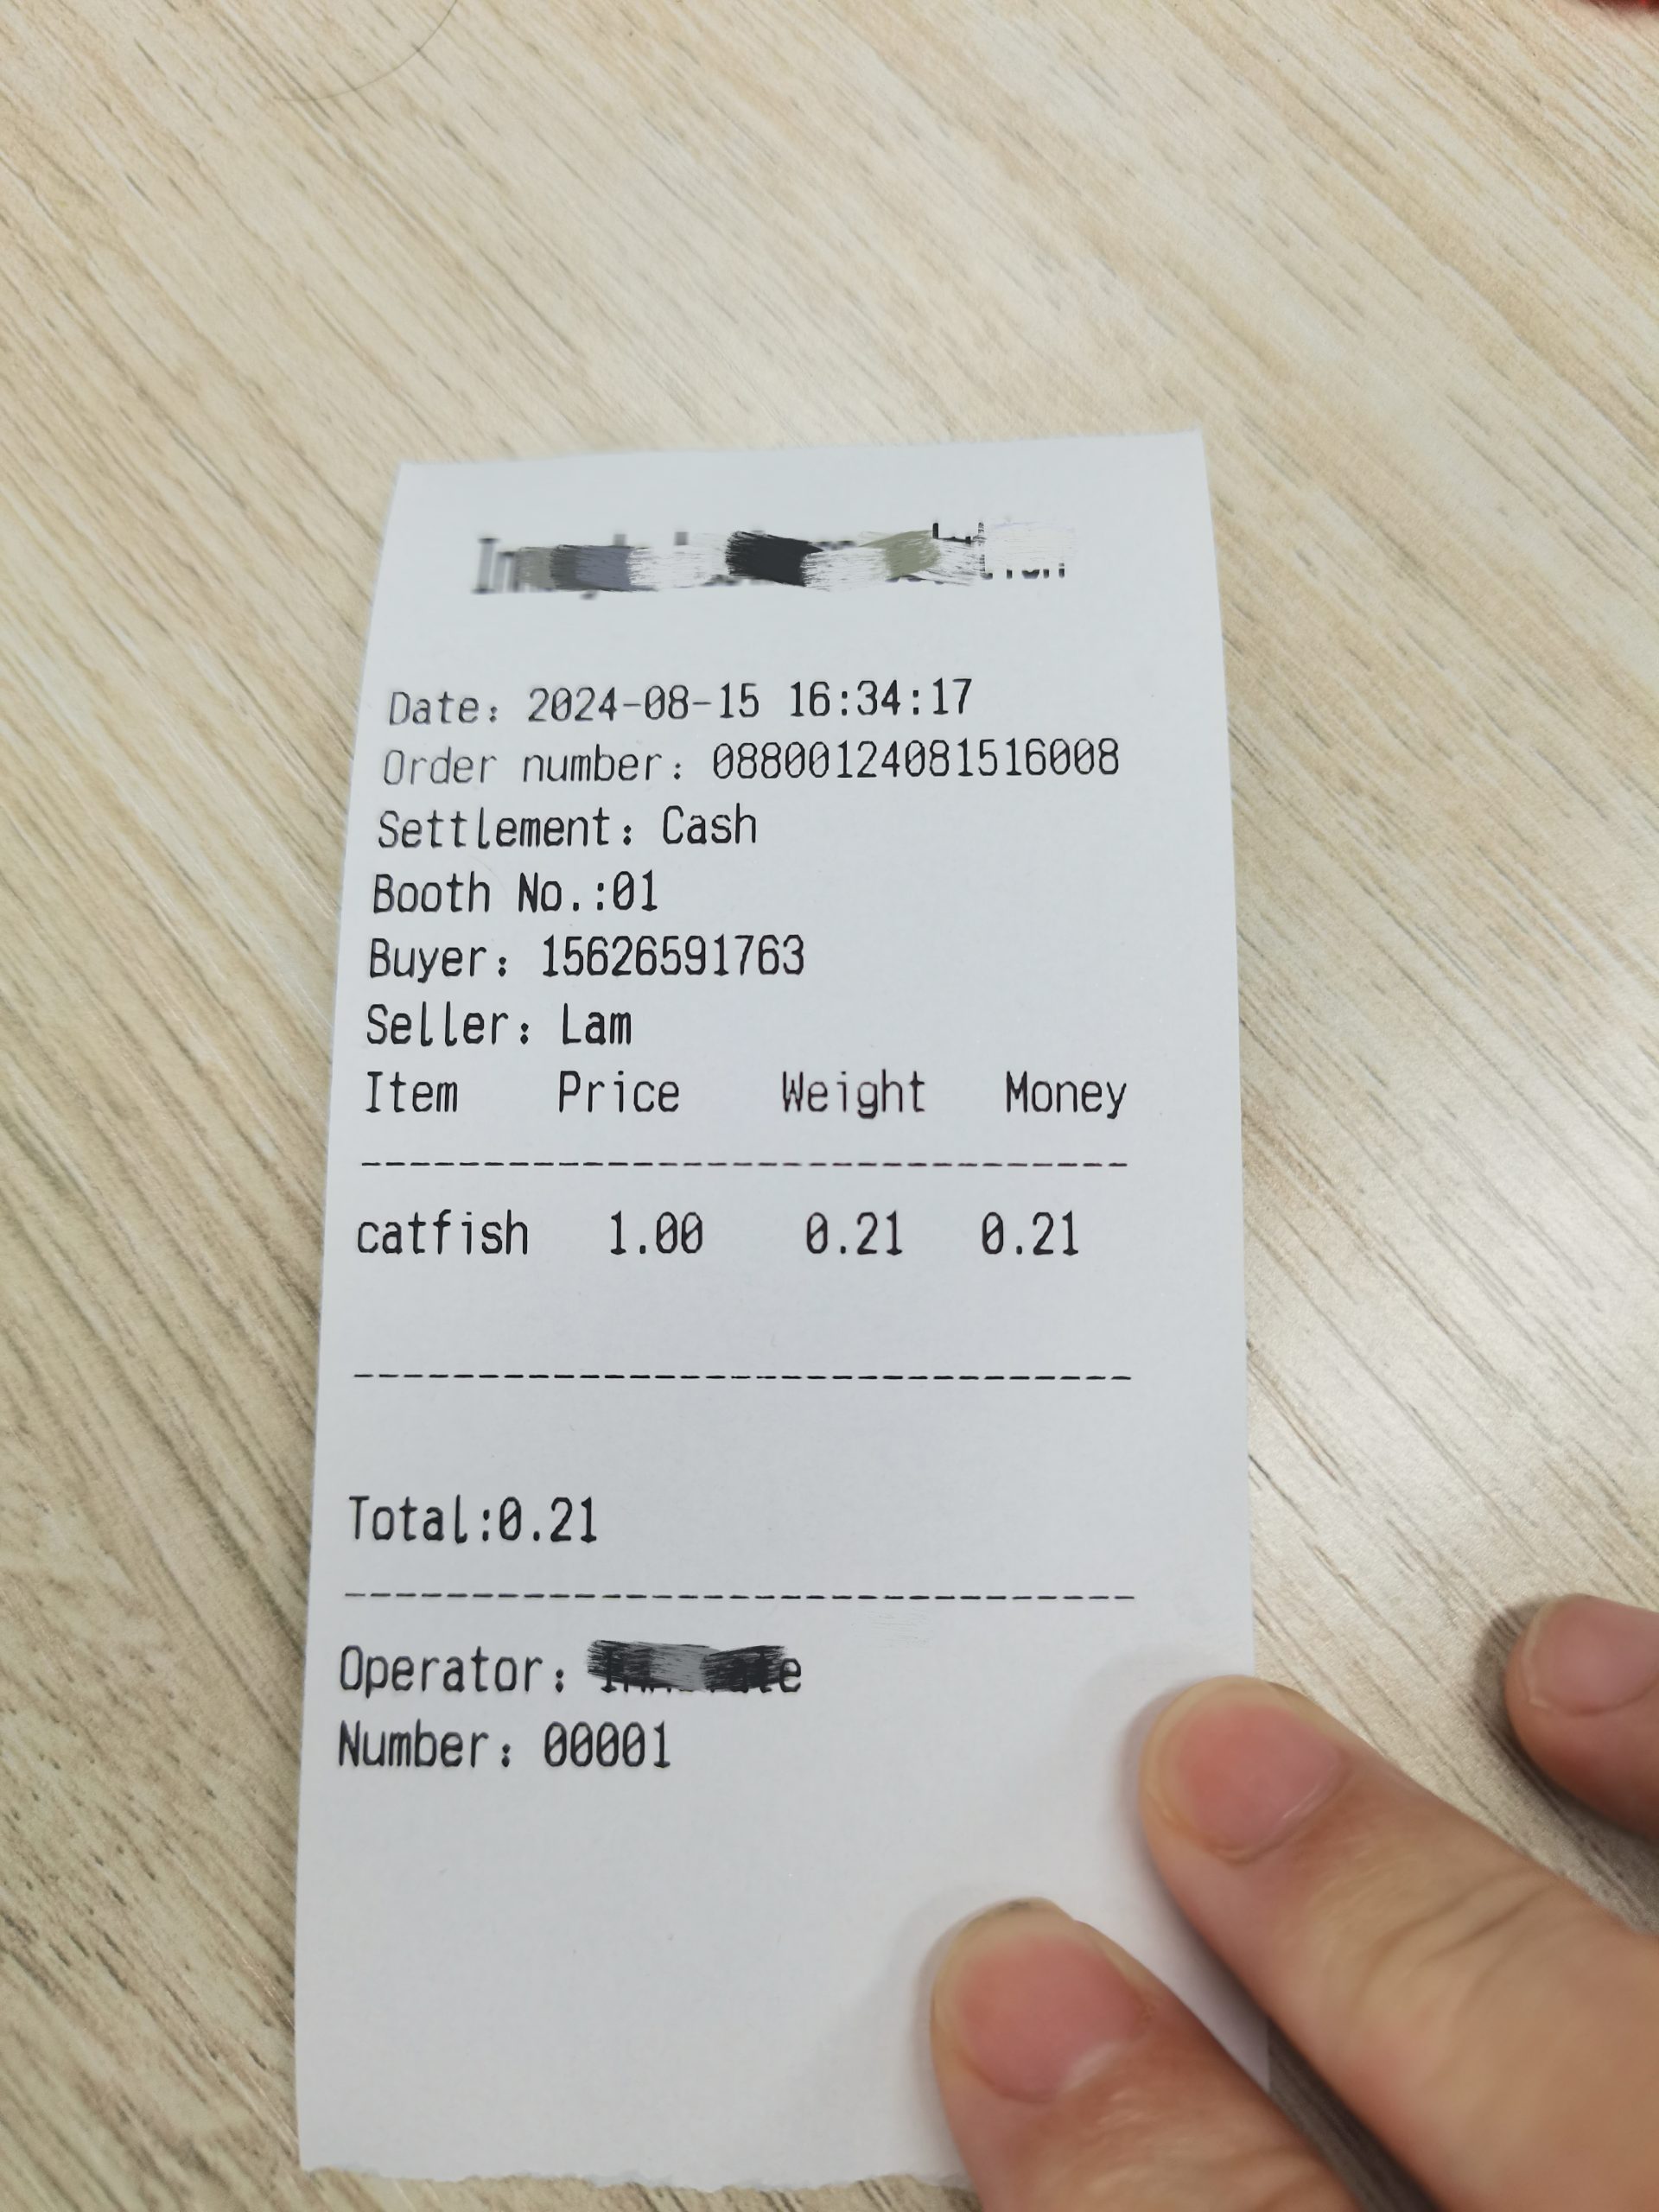 Date: 2024-08-15 16:34:17
Order number: 08800124081516008
Settlement: Cash
Booth No.:01
Buyer: 15626591763
Seller: Lam
Item Price Weight Money
--------------------------------
catfish 1.00 0.21 0.21
--------------------------------
Total:0.21
--------------------------------
Operator:
Number: 00001